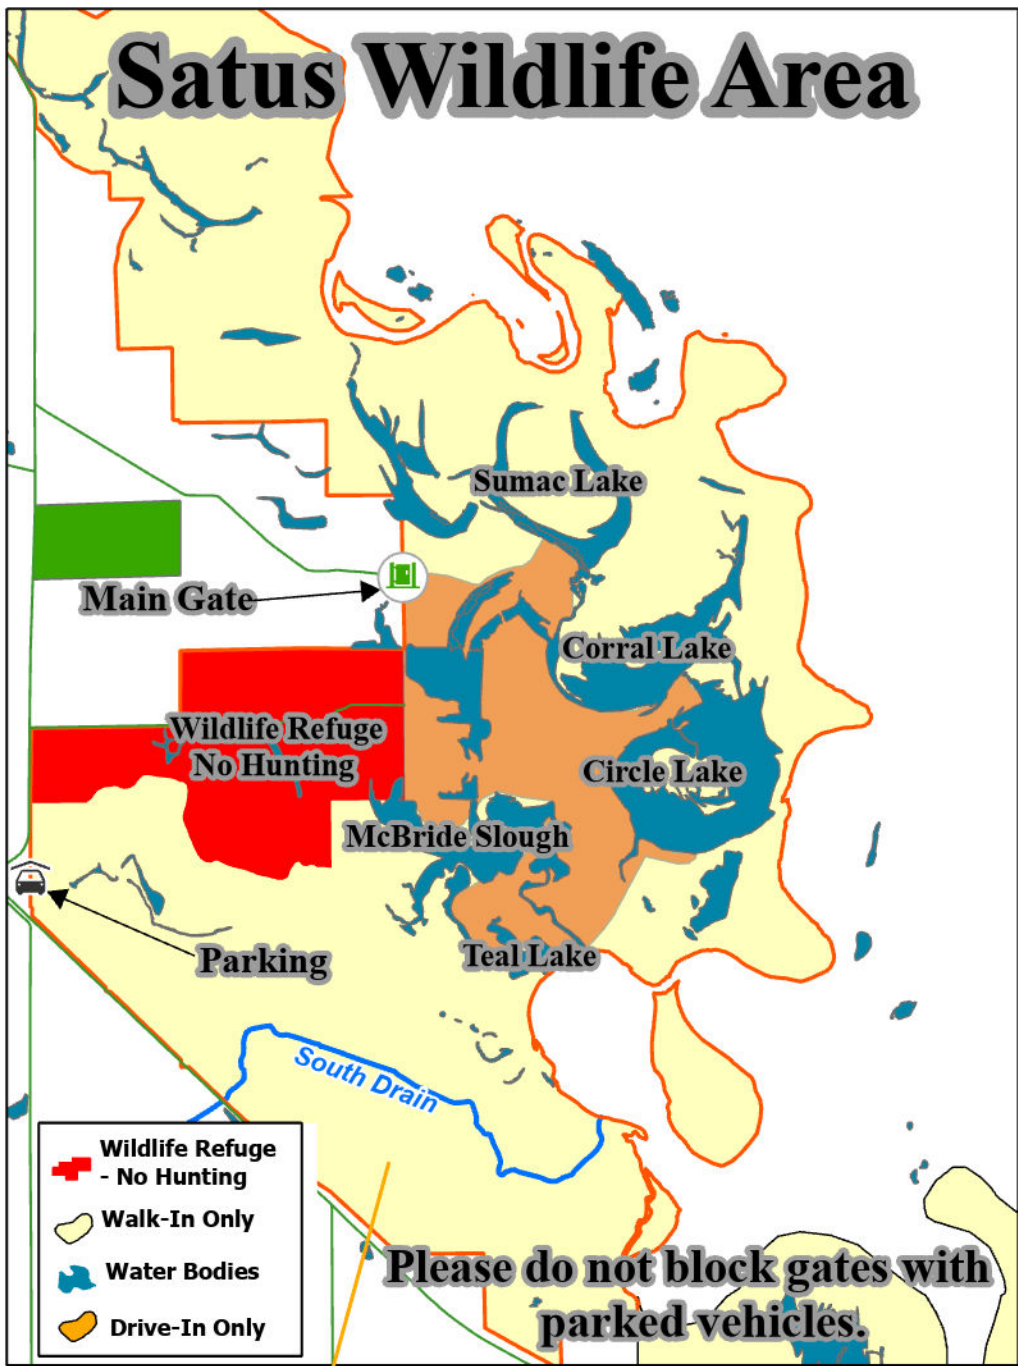 Satus Wildlife Area
Sumac Lake
Main Gate
Corral Lake
Wildlife Refuge
No Hunting
Circle Lake
McBride Slough
Teal Lake
Parking
South Drain
Wildlife Refuge
- No Hunting
Walk-In Only
Water Bodies
Drive-In Only
Please do not block gates with
parked vehicles.